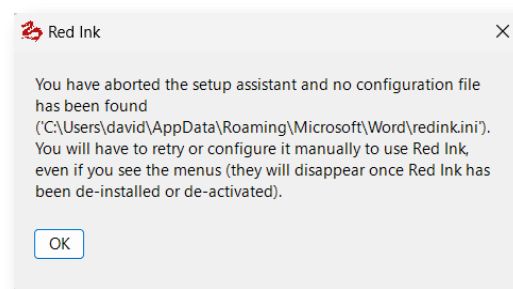 Red Ink
You have aborted the setup assistant and no configuration file
has been found
('C:\Users\david\AppData\Roaming\Microsoft\Word\redink.ini').
You will have to retry or configure it manually to use Red Ink,
even if you see the menus (they will disappear once Red Ink has
been de-installed or de-activated).
OK